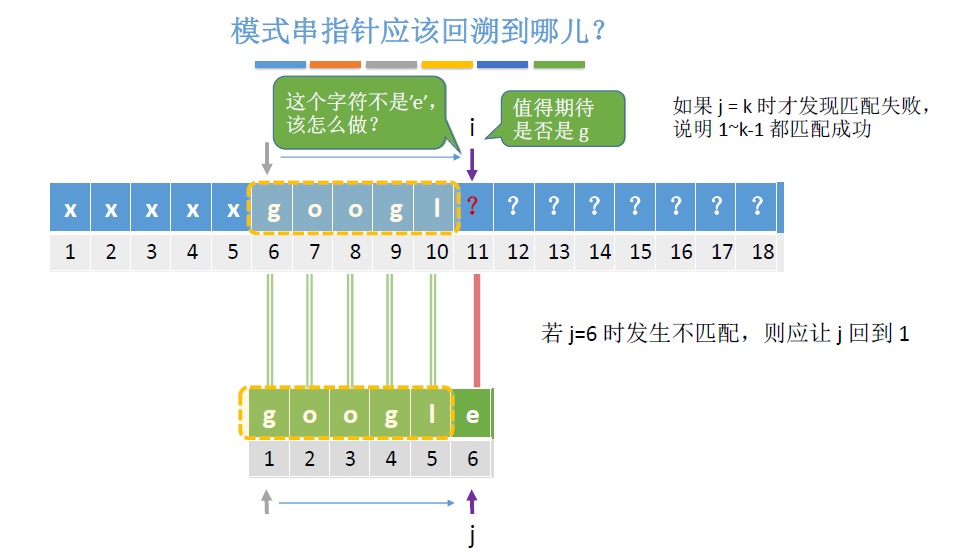 模式串指针应该回溯到哪儿?
这个字符不是'e',
该怎么做?
i
值得期待
是否是 g
如果 j = k 时才发现匹配失败,
说明 1~k-1 都匹配成功
x x x x x g o o g l ? ? ? ? ? ? ? ?
1 2 3 4 5 6 7 8 9 10 11 12 13 14 15 16 17 18
若 j=6 时发生不匹配，则应让 j 回到 1
g o o g l e
1 2 3 4 5 6
j